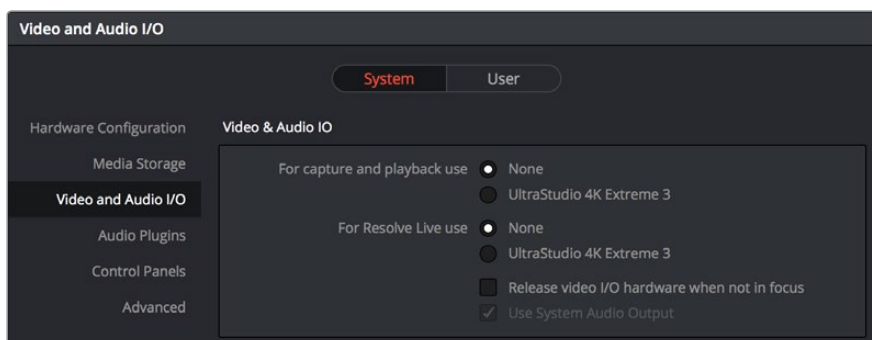 Video and Audio I/O
System User
Hardware Configuration
Media Storage
Video and Audio I/O
Audio Plugins
Control Panels
Advanced
Video & Audio IO
For capture and playback use None
UltraStudio 4K Extreme 3
For Resolve Live use None
UltraStudio 4K Extreme 3
Release video I/O hardware when not in focus
Use System Audio Output